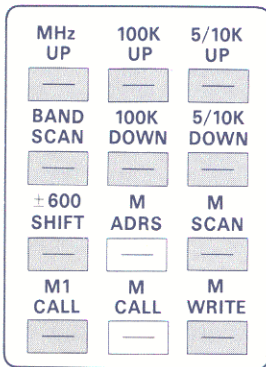 MHz 100K 5/10K
UP UP UP
BAND 100K 5/10K
SCAN DOWN DOWN
±600 M M
SHIFT ADRS SCAN
M1 M M
CALL CALL WRITE